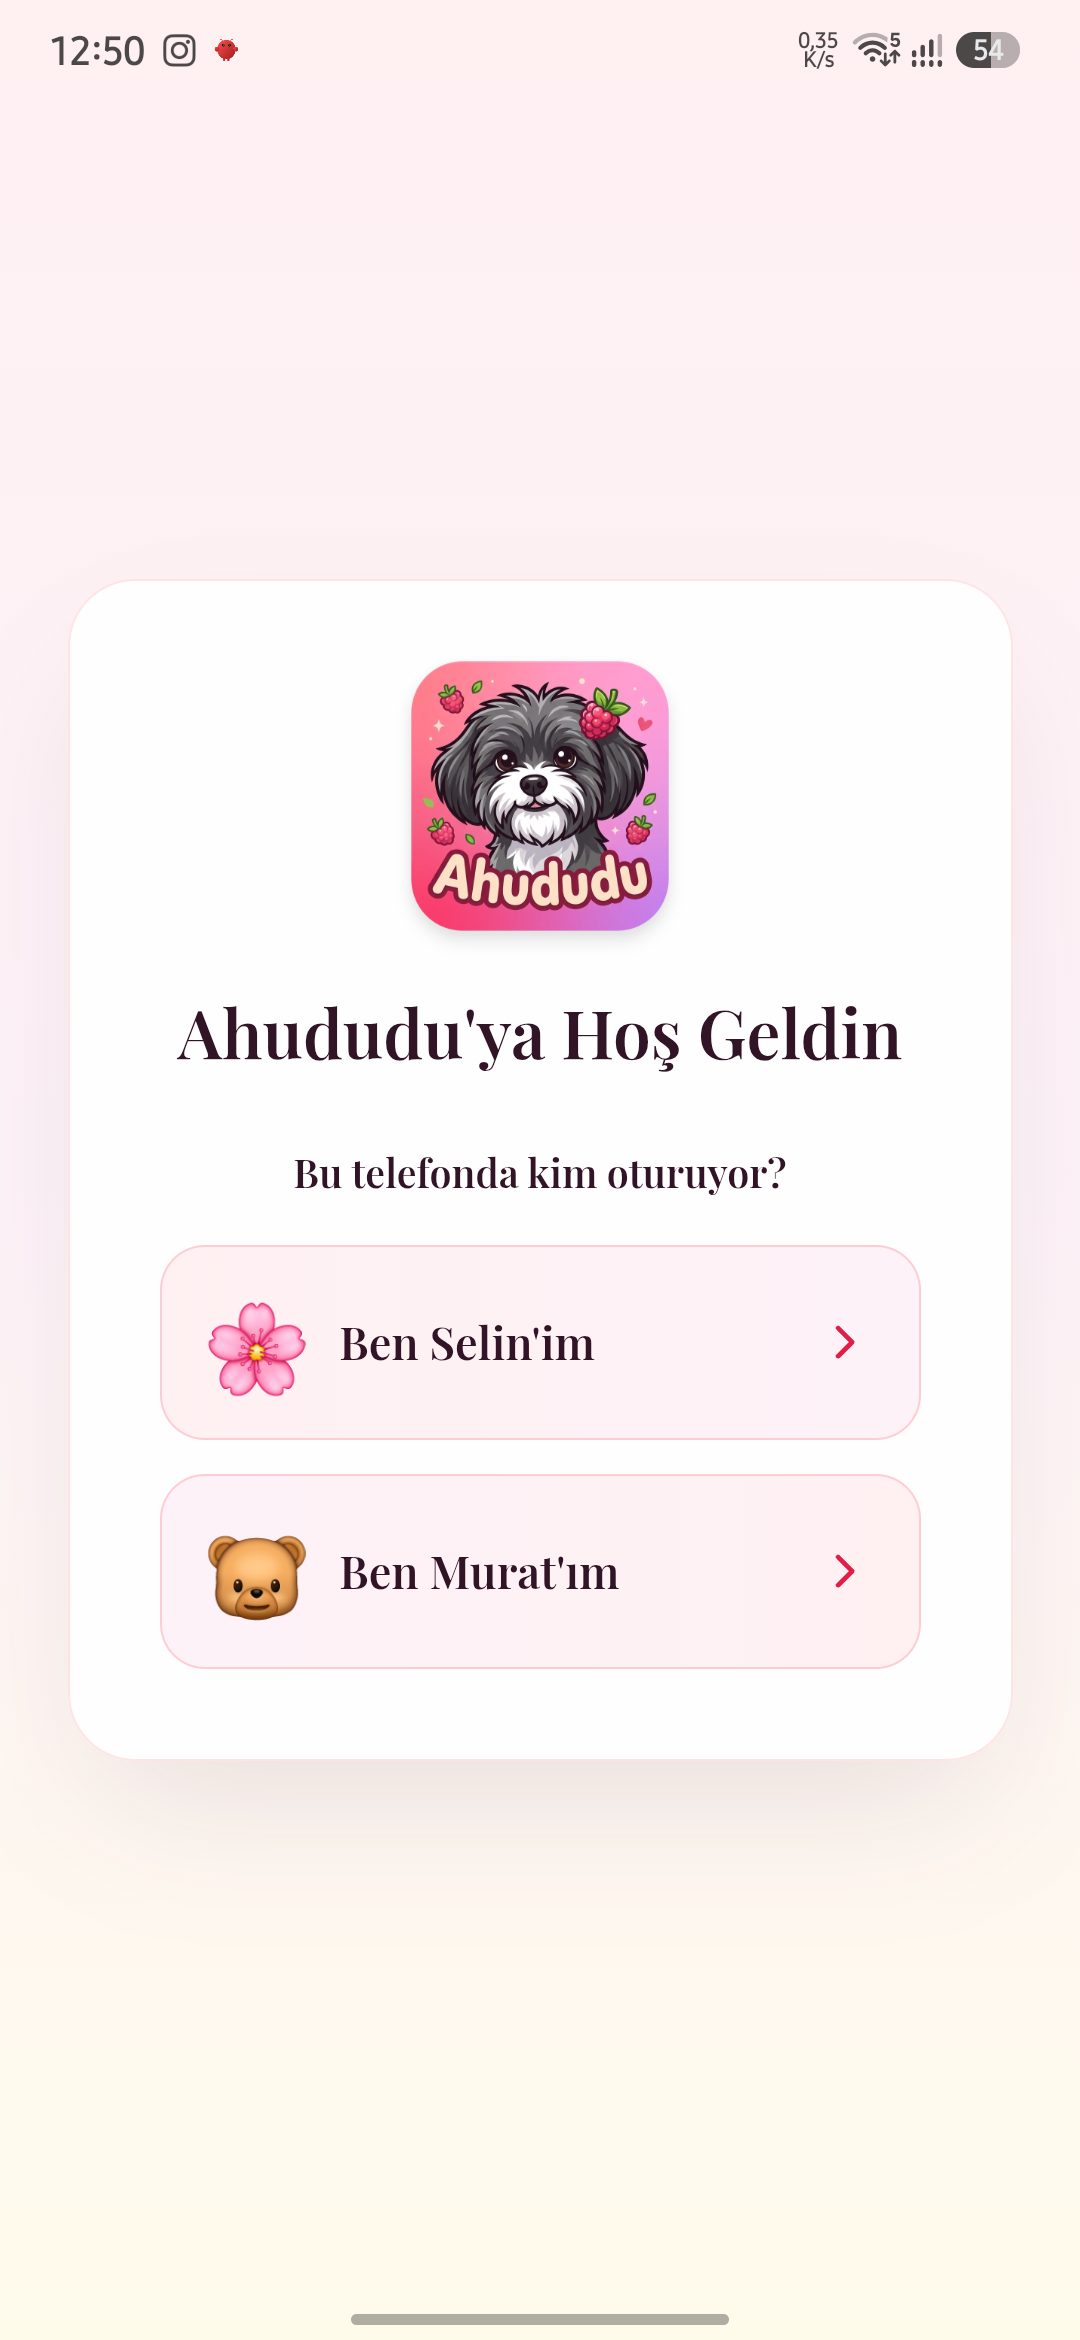 12:50
0,35
K/s
5
54
Ahududu
Ahududu'ya Hoş Geldin
Bu telefonda kim oturuyor?
Ben Selin'im
Ben Murat'ım